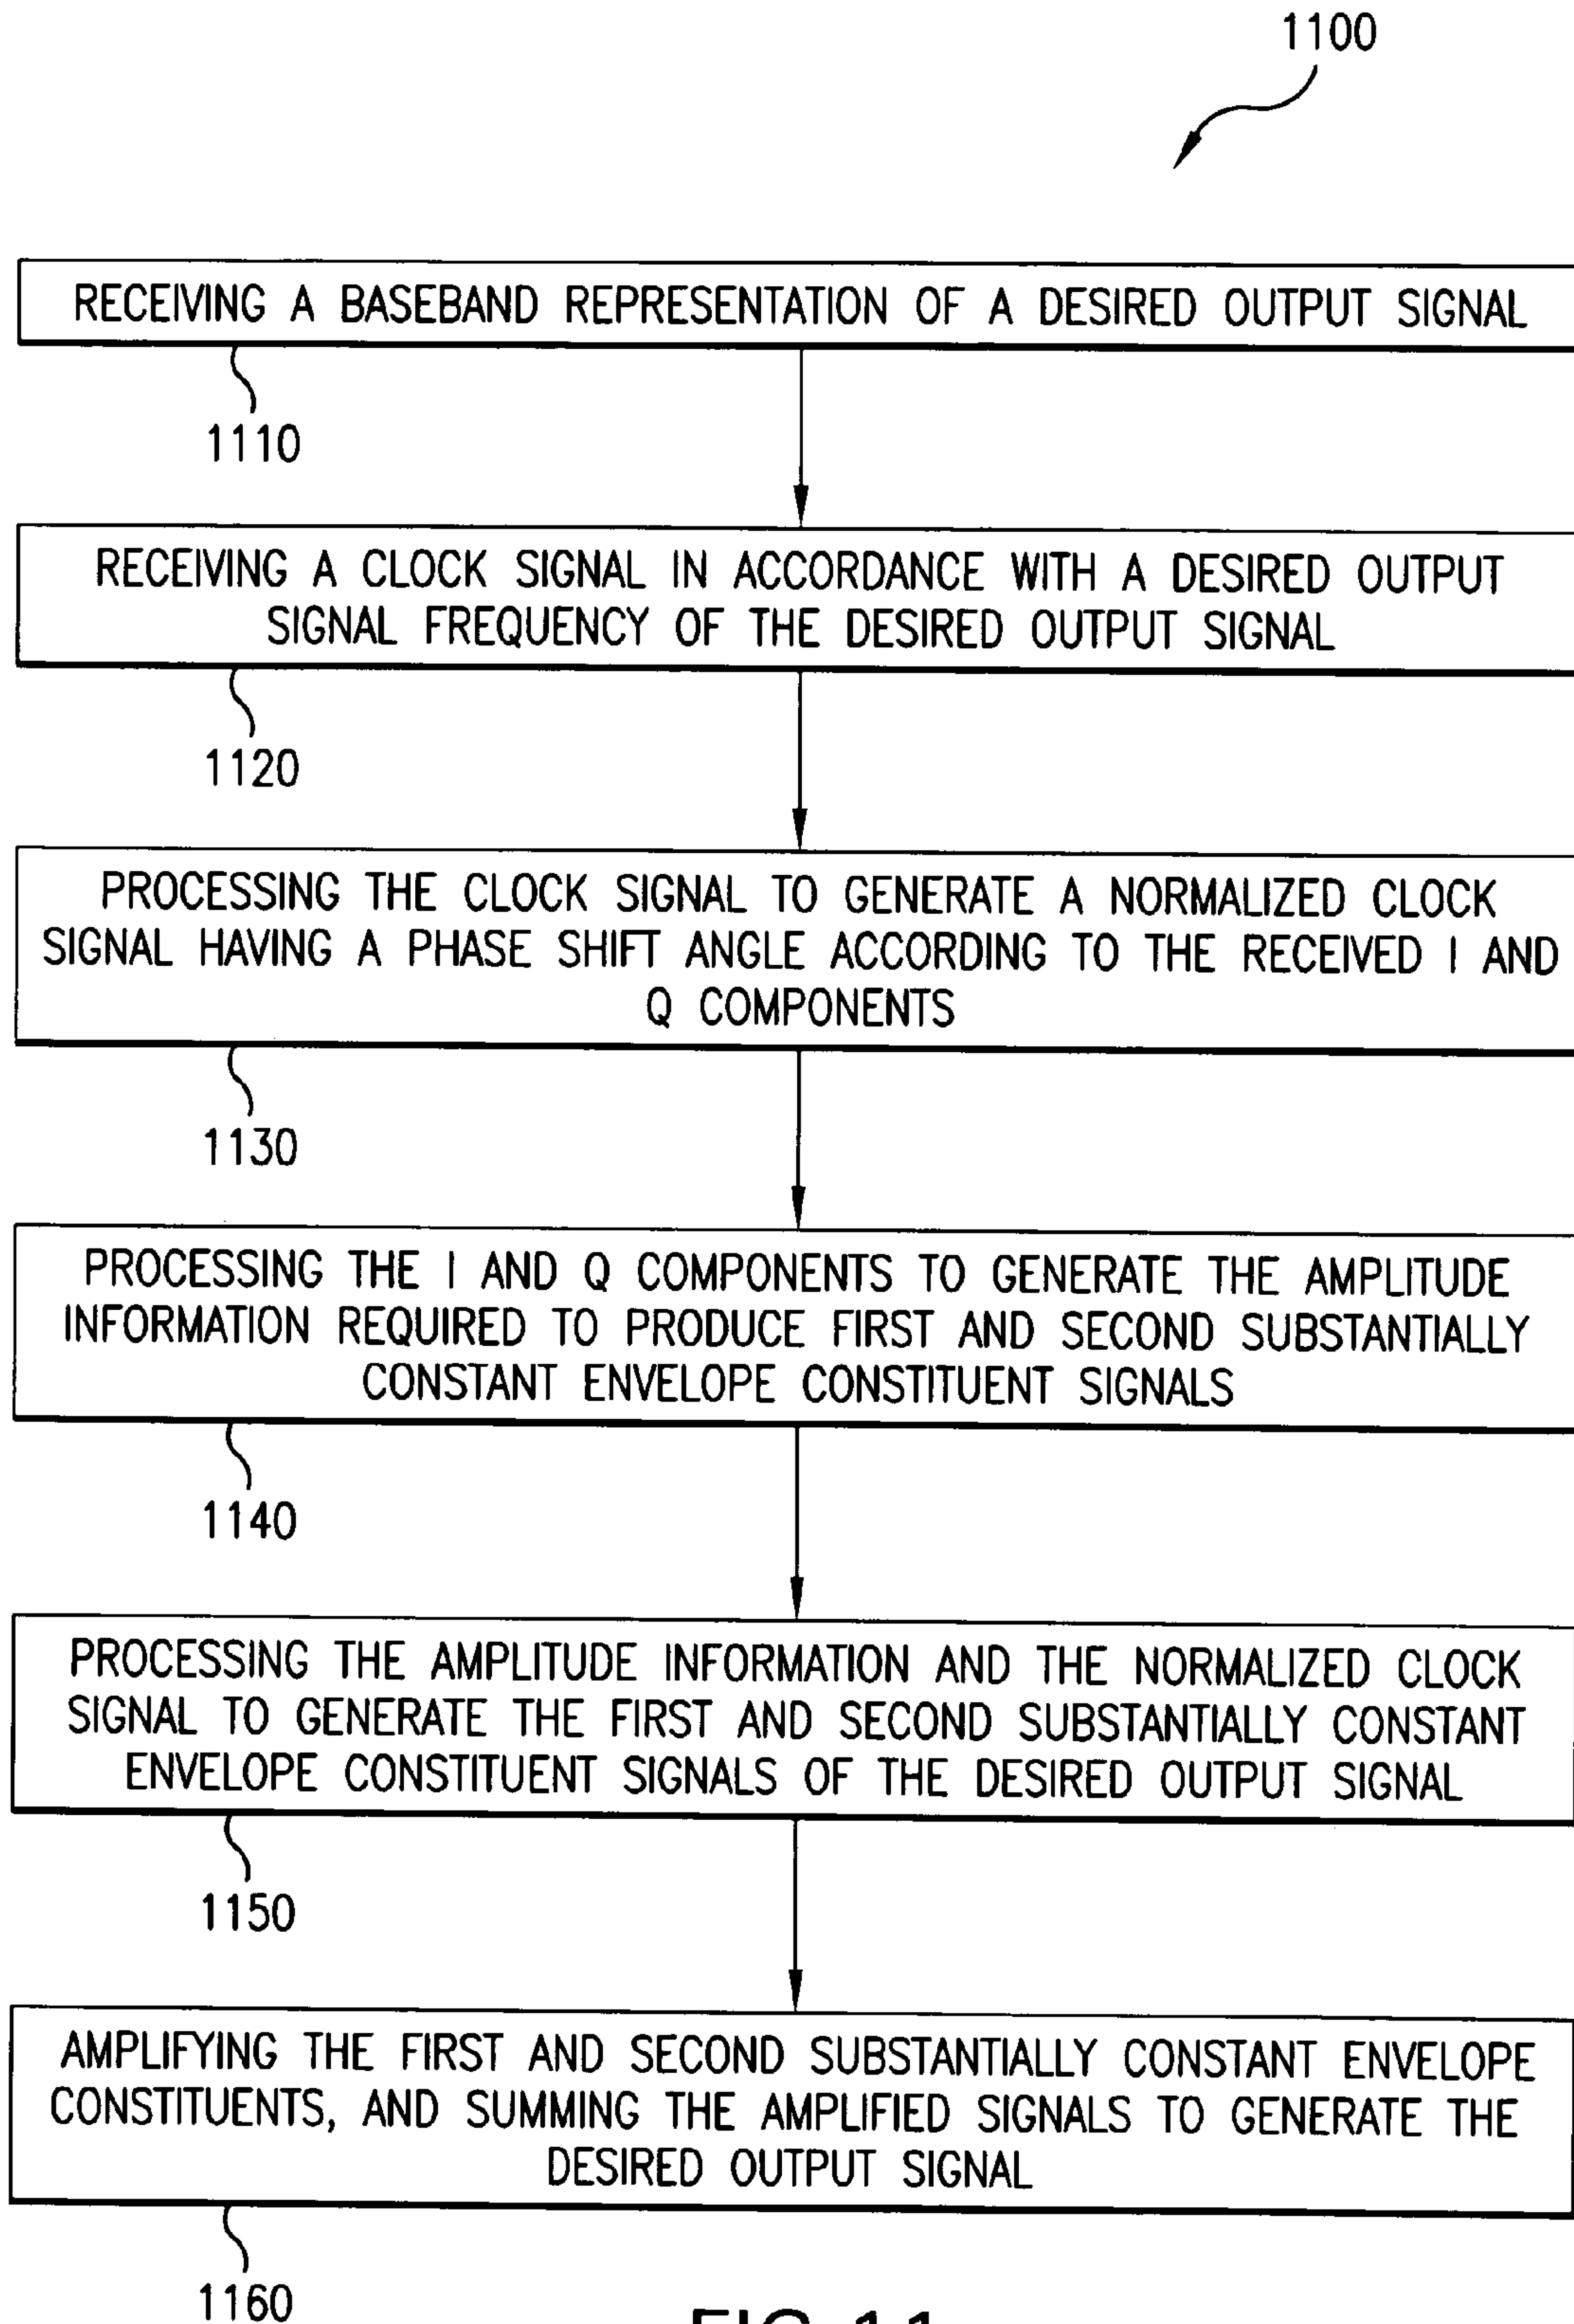 1100
RECEIVING A BASEBAND REPRESENTATION OF A DESIRED OUTPUT SIGNAL
1110
RECEIVING A CLOCK SIGNAL IN ACCORDANCE WITH A DESIRED OUTPUT
SIGNAL FREQUENCY OF THE DESIRED OUTPUT SIGNAL
1120
PROCESSING THE CLOCK SIGNAL TO GENERATE A NORMALIZED CLOCK
SIGNAL HAVING A PHASE SHIFT ANGLE ACCORDING TO THE RECEIVED I AND
Q COMPONENTS
1130
PROCESSING THE I AND Q COMPONENTS TO GENERATE THE AMPLITUDE
INFORMATION REQUIRED TO PRODUCE FIRST AND SECOND SUBSTANTIALLY
CONSTANT ENVELOPE CONSTITUENT SIGNALS
1140
PROCESSING THE AMPLITUDE INFORMATION AND THE NORMALIZED CLOCK
SIGNAL TO GENERATE THE FIRST AND SECOND SUBSTANTIALLY CONSTANT
ENVELOPE CONSTITUENT SIGNALS OF THE DESIRED OUTPUT SIGNAL
1150
AMPLIFYING THE FIRST AND SECOND SUBSTANTIALLY CONSTANT ENVELOPE
CONSTITUENTS, AND SUMMING THE AMPLIFIED SIGNALS TO GENERATE THE
DESIRED OUTPUT SIGNAL
1160
FIG. 11